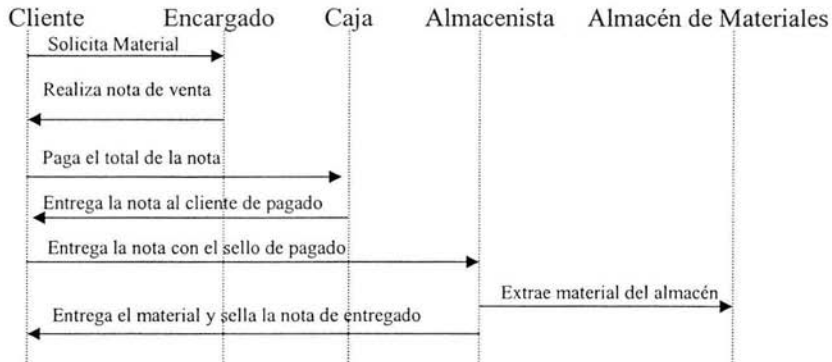 Cliente Encargado Caja Almacenista Almacén de Materiales
Solicita Material
Realiza nota de venta
Paga el total de la nota
Entrega la nota al cliente de pagado
Entrega la nota con el sello de pagado
Extrae material del almacén
Entrega el material y sella la nota de entregado